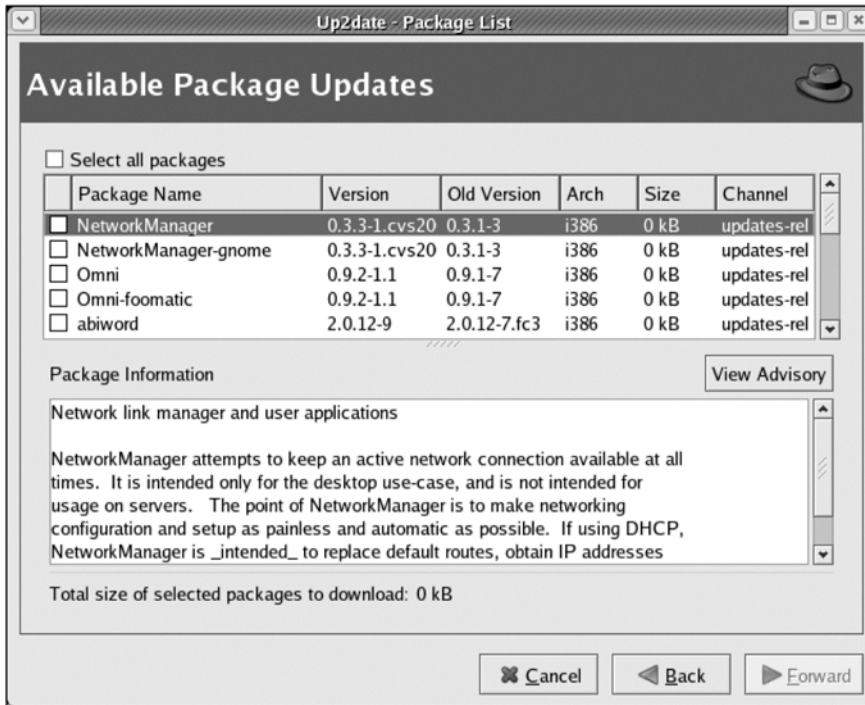 Up2date - Package List
Available Package Updates
Select all packages
Package Name Version Old Version Arch Size Channel
NetworkManager 0.3.3-1.cvs20 0.3.1-3 i386 0 kB updates-rel
NetworkManager-gnome 0.3.3-1.cvs20 0.3.1-3 i386 0 kB updates-rel
Omni 0.9.2-1.1 0.9.1-7 i386 0 kB updates-rel
Omni-foomatic 0.9.2-1.1 0.9.1-7 i386 0 kB updates-rel
abiword 2.0.12-9 2.0.12-7.fc3 i386 0 kB updates-rel
Package Information View Advisory
Network link manager and user applications
NetworkManager attempts to keep an active network connection available at all
times. It is intended only for the desktop use-case, and is not intended for
usage on servers. The point of NetworkManager is to make networking
configuration and setup as painless and automatic as possible. If using DHCP,
NetworkManager is _intended_ to replace default routes, obtain IP addresses
Total size of selected packages to download: 0 kB
Cancel Back Forward